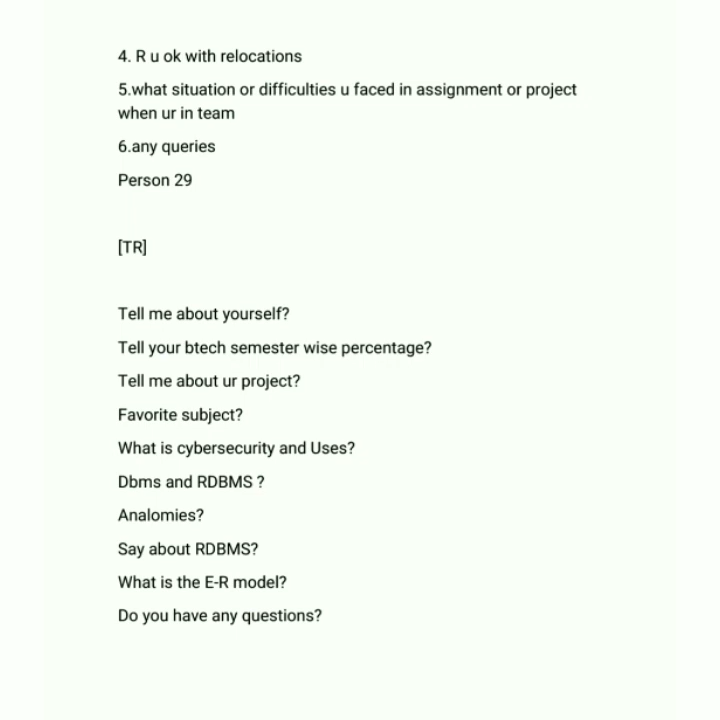 4. R u ok with relocations
5.what situation or difficulties u faced in assignment or project
when ur in team
6.any queries
Person 29
[TR]
Tell me about yourself?
Tell your btech semester wise percentage?
Tell me about ur project?
Favorite subject?
What is cybersecurity and Uses?
Dbms and RDBMS ?
Analomies?
Say about RDBMS?
What is the E-R model?
Do you have any questions?